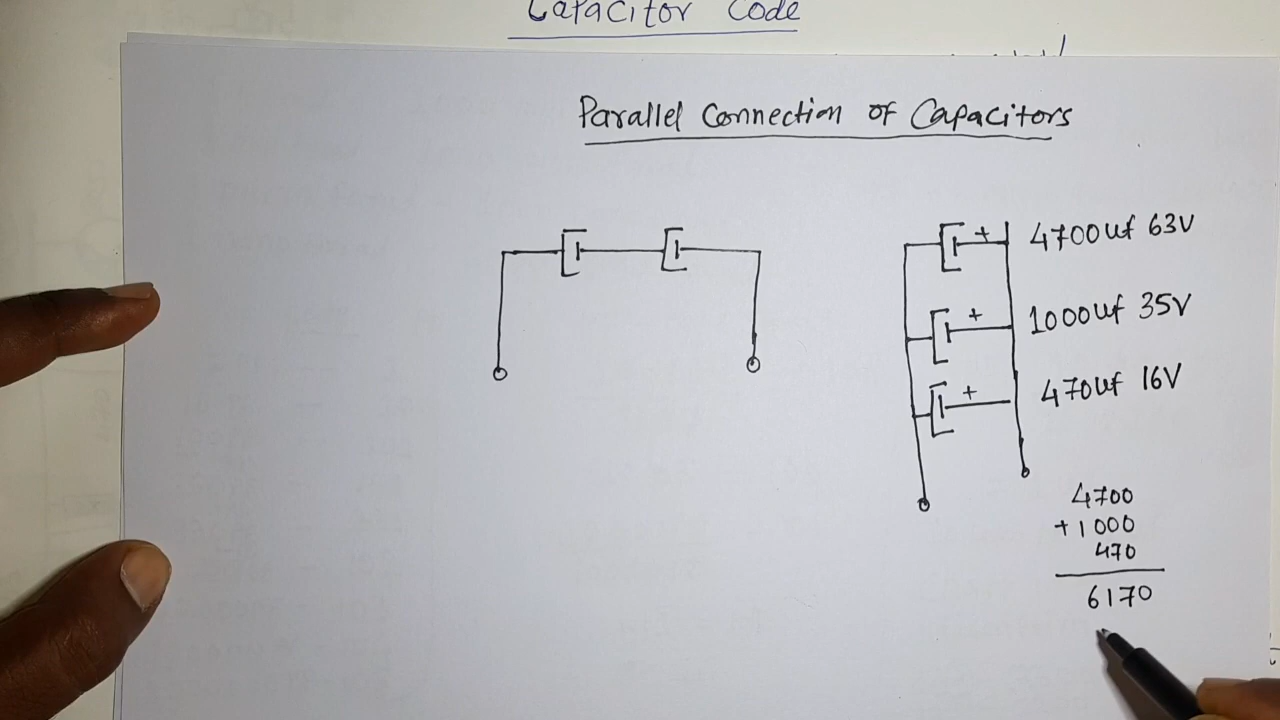 Capacitor Code
Parallel Connection of Capacitors
+ 4700uf 63V
+ 1000uf 35V
+ 470uf 16V
4700
+1000
470
6170